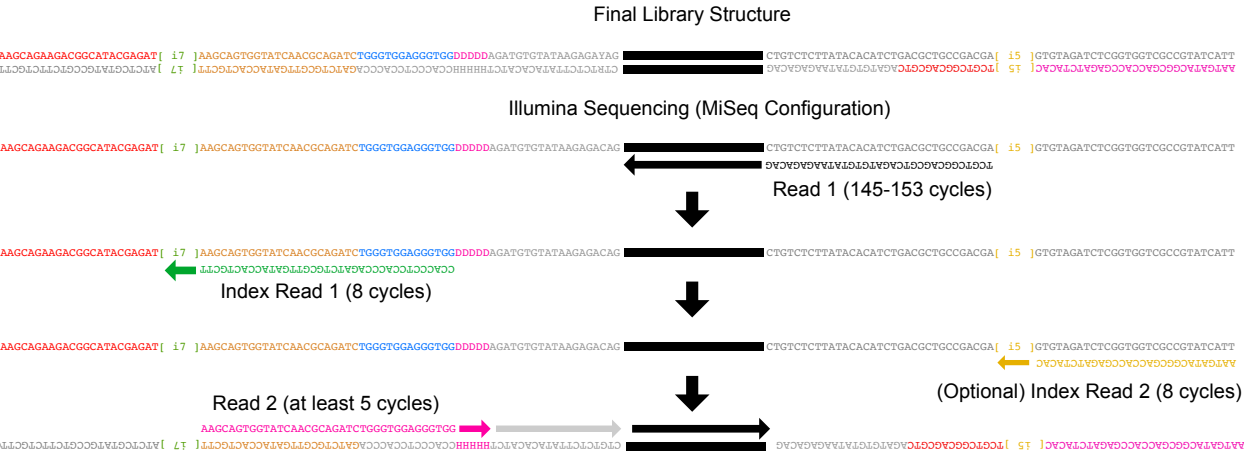 Final Library Structure
AAGCAGAAGACGGCATACGAGAT[ i7 ]AAGCAGTGGTATCAACGCAGATCTGGGTGGAGGGTGGDDDDDAGATGTGTATAAGAGATAG CTGTCTCTTATACACATCTGACGCTGCCGACGA[ i5 ]GTGTAGATCTCGGTGGTCGCCGTATCATT
Illumina Sequencing (MiSeq Configuration)
AAGCAGAAGACGGCATACGAGAT[ i7 ]AAGCAGTGGTATCAACGCAGATCTGGGTGGAGGGTGGDDDDDAGATGTGTATAAGAGACAG CTGTCTCTTATACACATCTGACGCTGCCGACGA[ i5 ]GTGTAGATCTCGGTGGTCGCCGTATCATT
Read 1 (145-153 cycles)
AAGCAGAAGACGGCATACGAGAT[ i7 ]AAGCAGTGGTATCAACGCAGATCTGGGTGGAGGGTGGDDDDDAGATGTGTATAAGAGACAG CTGTCTCTTATACACATCTGACGCTGCCGACGA[ i5 ]GTGTAGATCTCGGTGGTCGCCGTATCATT
Index Read 1 (8 cycles)
AAGCAGAAGACGGCATACGAGAT[ i7 ]AAGCAGTGGTATCAACGCAGATCTGGGTGGAGGGTGGDDDDDAGATGTGTATAAGAGACAG CTGTCTCTTATACACATCTGACGCTGCCGACGA[ i5 ]GTGTAGATCTCGGTGGTCGCCGTATCATT
(Optional) Index Read 2 (8 cycles)
Read 2 (at least 5 cycles)
AAGCAGTGGTATCAACGCAGATCTGGGTGGAGGGTGG